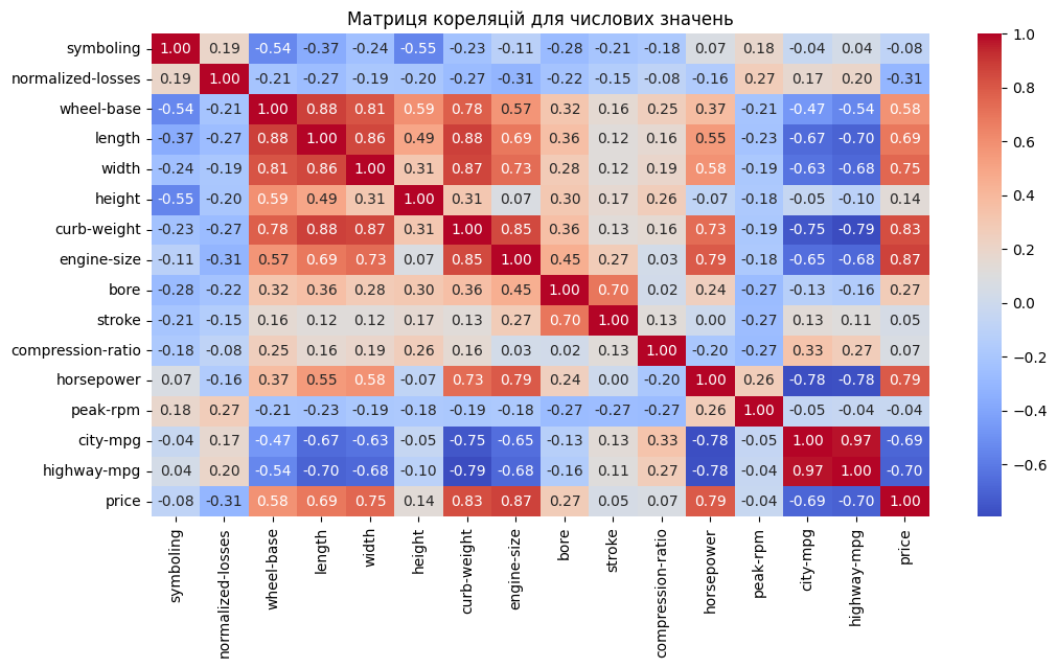 Матриця кореляцій для числових значень
symboling 1.00 0.19 -0.54 -0.37 -0.24 -0.55 -0.23 -0.11 -0.28 -0.21 -0.18 0.07 0.18 -0.04 0.04 -0.08
normalized-losses 0.19 1.00 -0.21 -0.27 -0.19 -0.20 -0.27 -0.31 -0.22 -0.15 -0.08 -0.16 0.27 0.17 0.20 -0.31
wheel-base -0.54 -0.21 1.00 0.88 0.81 0.59 0.78 0.57 0.32 0.16 0.25 0.37 -0.21 -0.47 -0.54 0.58
length -0.37 -0.27 0.88 1.00 0.86 0.49 0.88 0.69 0.36 0.12 0.16 0.55 -0.23 -0.67 -0.70 0.69
width -0.24 -0.19 0.81 0.86 1.00 0.31 0.87 0.73 0.28 0.12 0.19 0.58 -0.19 -0.63 -0.68 0.75
height -0.55 -0.20 0.59 0.49 0.31 1.00 0.31 0.07 0.30 0.17 0.26 -0.07 -0.18 -0.05 -0.10 0.14
curb-weight -0.23 -0.27 0.78 0.88 0.87 0.31 1.00 0.85 0.36 0.13 0.16 0.73 -0.19 -0.75 -0.79 0.83
engine-size -0.11 -0.31 0.57 0.69 0.73 0.07 0.85 1.00 0.45 0.27 0.03 0.79 -0.18 -0.65 -0.68 0.87
bore -0.28 -0.22 0.32 0.36 0.28 0.30 0.36 0.45 1.00 0.70 0.02 0.24 -0.27 -0.13 -0.16 0.27
stroke -0.21 -0.15 0.16 0.12 0.12 0.17 0.13 0.27 0.70 1.00 0.13 0.00 -0.27 0.13 0.11 0.05
compression-ratio -0.18 -0.08 0.25 0.16 0.19 0.26 0.16 0.03 0.02 0.13 1.00 -0.20 -0.27 0.33 0.27 0.07
horsepower 0.07 -0.16 0.37 0.55 0.58 -0.07 0.73 0.79 0.24 0.00 -0.20 1.00 0.26 -0.78 -0.78 0.79
peak-rpm 0.18 0.27 -0.21 -0.23 -0.19 -0.18 -0.19 -0.18 -0.27 -0.27 -0.27 0.26 1.00 -0.05 -0.04 -0.04
city-mpg -0.04 0.17 -0.47 -0.67 -0.63 -0.05 -0.75 -0.65 -0.13 0.13 0.33 -0.78 -0.05 1.00 0.97 -0.69
highway-mpg 0.04 0.20 -0.54 -0.70 -0.68 -0.10 -0.79 -0.68 -0.16 0.11 0.27 -0.78 -0.04 0.97 1.00 -0.70
price -0.08 -0.31 0.58 0.69 0.75 0.14 0.83 0.87 0.27 0.05 0.07 0.79 -0.04 -0.69 -0.70 1.00
symboling
normalized-losses
wheel-base
length
width
height
curb-weight
engine-size
bore
stroke
compression-ratio
horsepower
peak-rpm
city-mpg
highway-mpg
price
1.0
0.8
0.6
0.4
0.2
0.0
−0.2
−0.4
−0.6